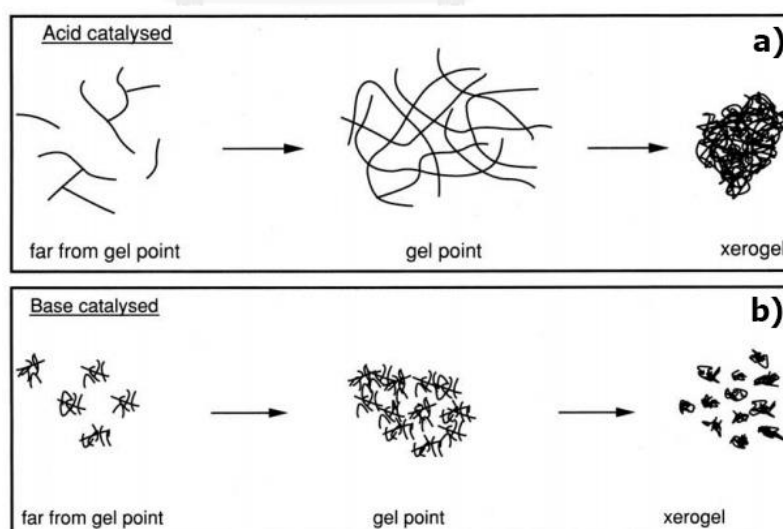 Acid catalysed
a)
far from gel point
gel point
xerogel
Base catalysed
b)
far from gel point
gel point
xerogel